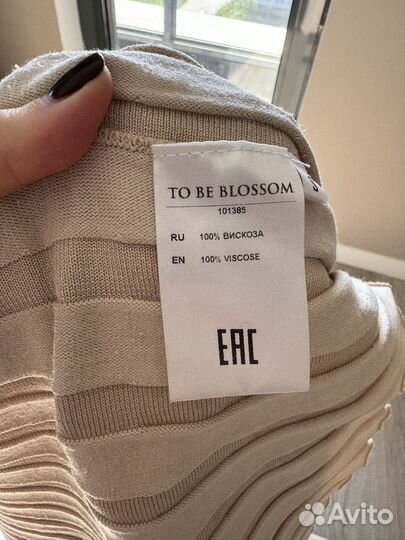 TO BE BLOSSOM
101385
RU 100% ВИСКОЗА
EN 100% VISCOSE
EAC
Avito